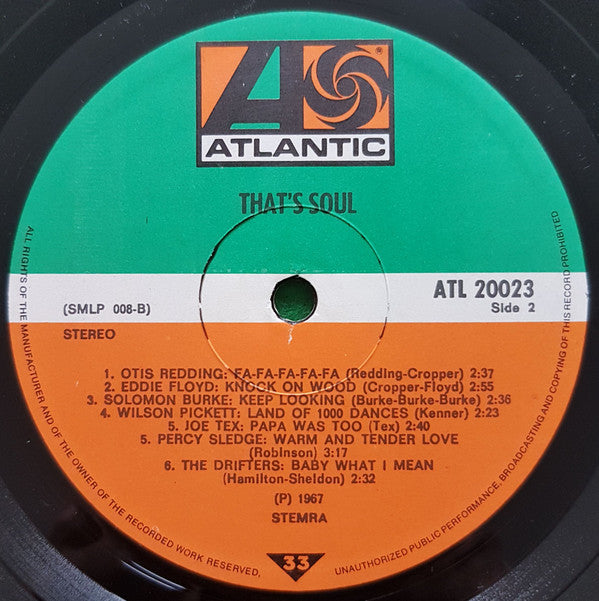 A
®
ATLANTIC
THAT'S SOUL
(SMLP 008-B)
STEREO
ATL 20023
Side 2
1. OTIS REDDING: FA-FA-FA-FA-FA (Redding-Cropper) 2:37
2. EDDIE FLOYD: KNOCK ON WOOD (Cropper-Floyd) 2:55
3. SOLOMON BURKE: KEEP LOOKING (Burke-Burke-Burke) 2:36
4. WILSON PICKETT: LAND OF 1000 DANCES (Kenner) 2:23
5. JOE TEX: PAPA WAS TOO (Tex) 2:40
5. PERCY SLEDGE: WARM AND TENDER LOVE
(Robinson) 3:17
6. THE DRIFTERS: BABY WHAT I MEAN
(Hamilton-Sheldon) 2:32
(P) 1967
STEMRA
33
ALL RIGHTS OF THE MANUFACTURER AND OF THE OWNER OF THE RECORDED WORK RESERVED,
UNAUTHORIZED PUBLIC PERFORMANCE, BROADCASTING AND COPYING OF THIS RECORD PROHIBITED